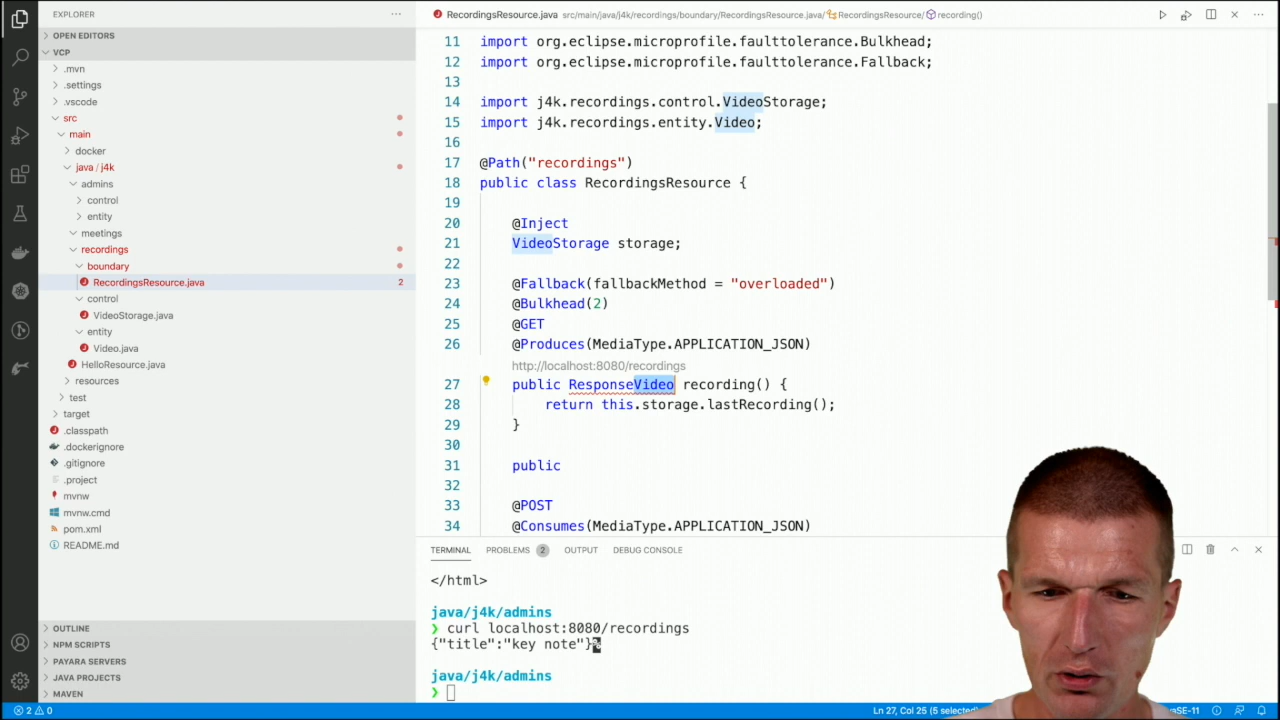 EXPLORER
OPEN EDITORS
VCP
.mvn
.settings
.vscode
src
main
docker
java / j4k
admins
control
entity
meetings
recordings
boundary
RecordingsResource.java 2
control
VideoStorage.java
entity
Video.java
HelloResource.java
resources
test
target
.classpath
.dockerignore
.gitignore
.project
mvnw
mvnw.cmd
pom.xml
README.md
OUTLINE
NPM SCRIPTS
PAYARA SERVERS
JAVA PROJECTS
MAVEN
RecordingsResource.java src/main/java/j4k/recordings/boundary/RecordingsResource.java/ RecordingsResource/ recording()
11 import org.eclipse.microprofile.faulttolerance.Bulkhead;
12 import org.eclipse.microprofile.faulttolerance.Fallback;
13
14 import j4k.recordings.control.VideoStorage;
15 import j4k.recordings.entity.Video;
16
17 @Path("recordings")
18 public class RecordingsResource {
19
20 @Inject
21 VideoStorage storage;
22
23 @Fallback(fallbackMethod = "overloaded")
24 @Bulkhead(2)
25 @GET
26 @Produces(MediaType.APPLICATION_JSON)
http://localhost:8080/recordings
27 public ResponseVideo recording() {
28 return this.storage.lastRecording();
29 }
30
31 public
32
33 @POST
34 @Consumes(MediaType.APPLICATION_JSON)
TERMINAL PROBLEMS 2 OUTPUT DEBUG CONSOLE
</html>
java/j4k/admins
❯ curl localhost:8080/recordings
{"title":"key note"}%
java/j4k/admins
❯
2 0 Ln 27, Col 25 (5 selected)